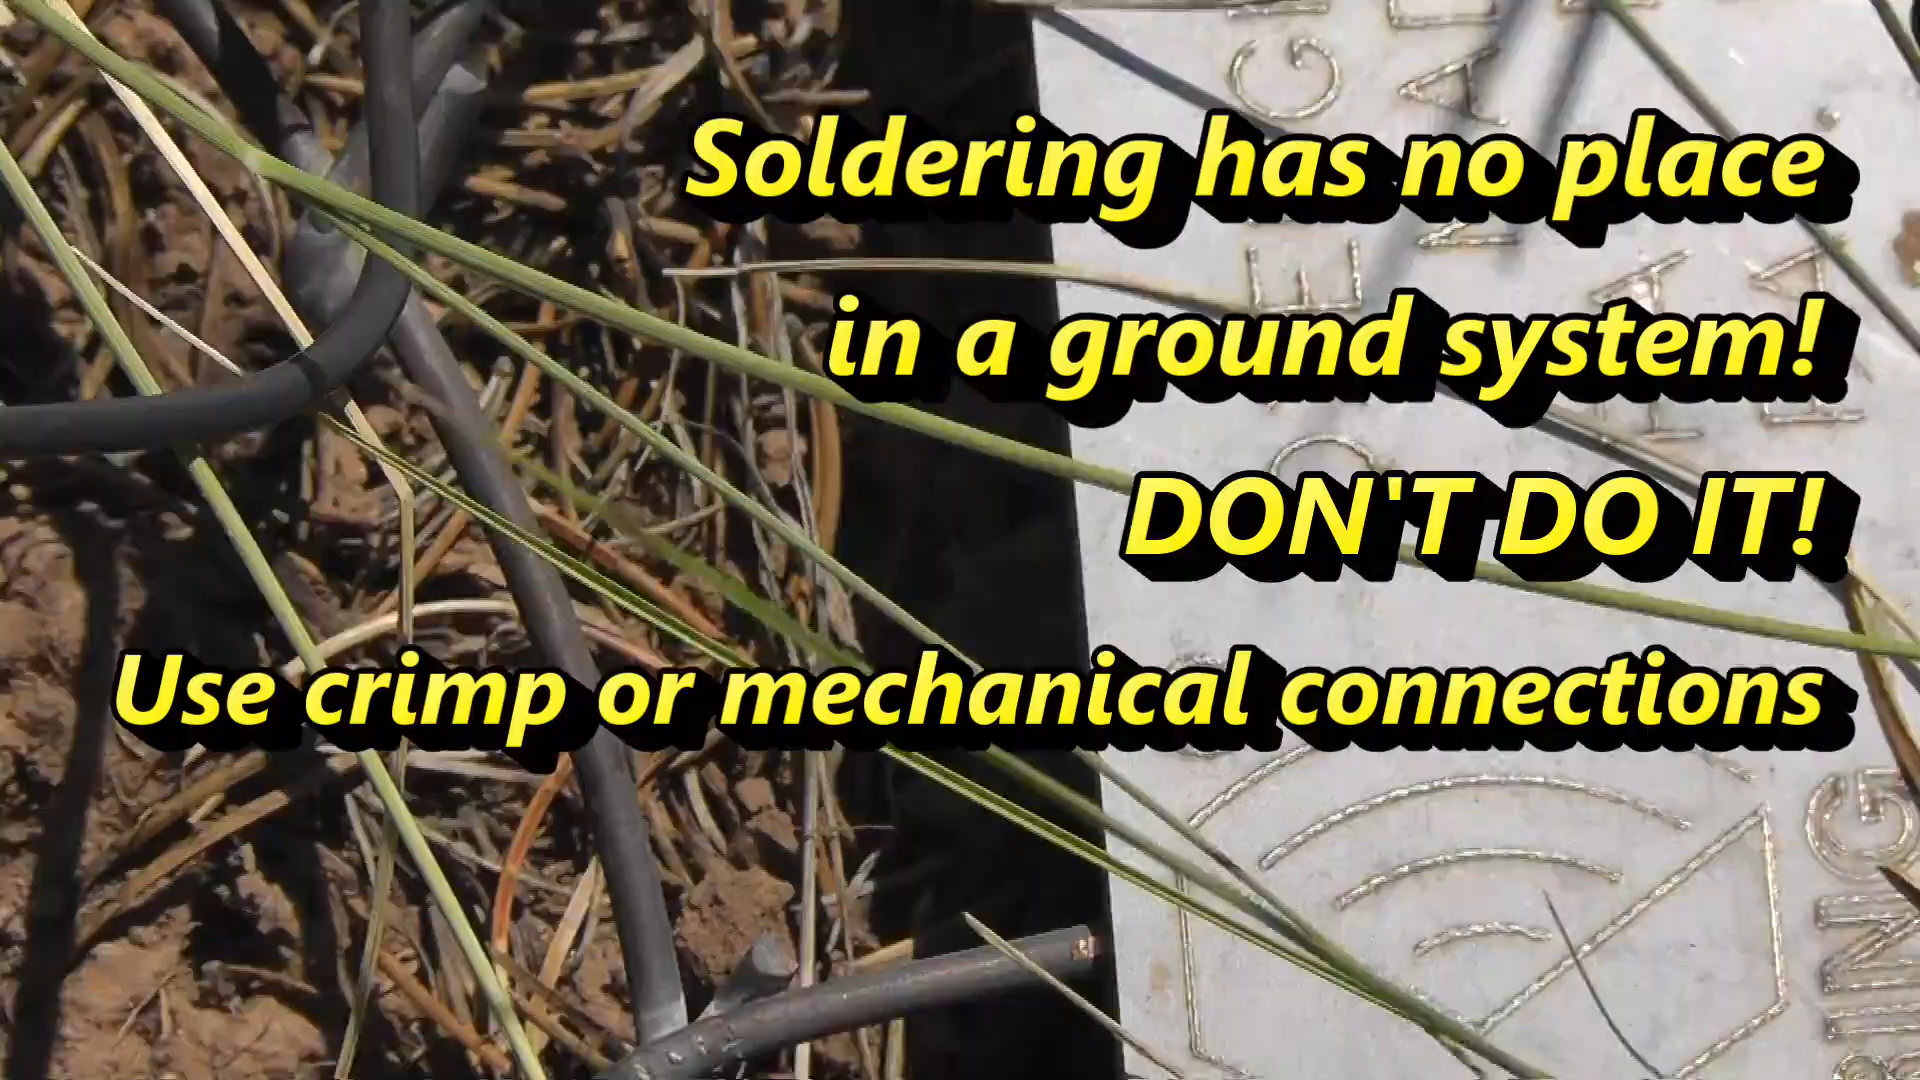 Soldering has no place
in a ground system!
DON'T DO IT!
Use crimp or mechanical connections